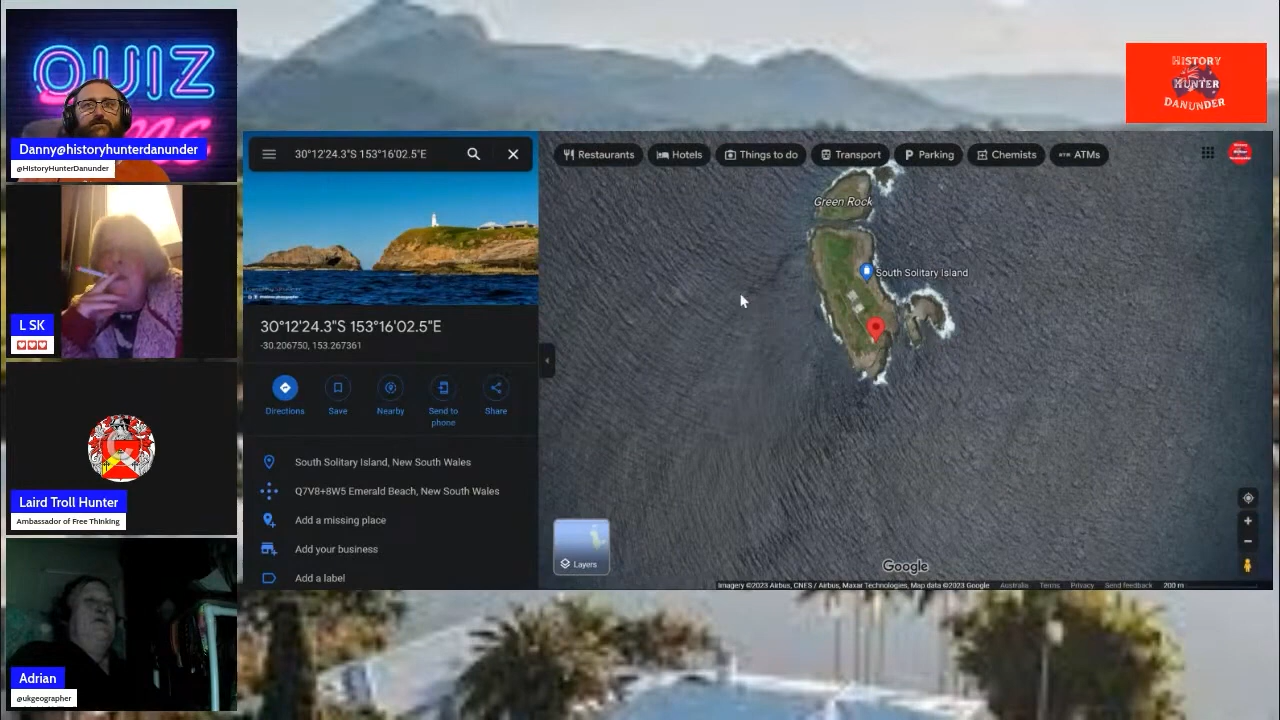 QUIZ
Danny@historyhunterdanunder
@HistoryHunterDanunder
L SK
Laird Troll Hunter
Ambassador of Free Thinking
Adrian
@ukgeographer
30°12'24.3"S 153°16'02.5"E
30°12'24.3"S 153°16'02.5"E
-30.206750, 153.267361
Directions
Save
Nearby
Send to
phone
Share
South Solitary Island, New South Wales
Q7V8+8W5 Emerald Beach, New South Wales
Add a missing place
Add your business
Add a label
Restaurants
Hotels
Things to do
Transport
Parking
Chemists
ATMs
Green Rock
South Solitary Island
Layers
Google
Imagery ©2023 Airbus, CNES / Airbus, Maxar Technologies, Map data ©2023 Google
Australia
Terms
Privacy
Send feedback
200 m
HISTORY
HUNTER
DANUNDER